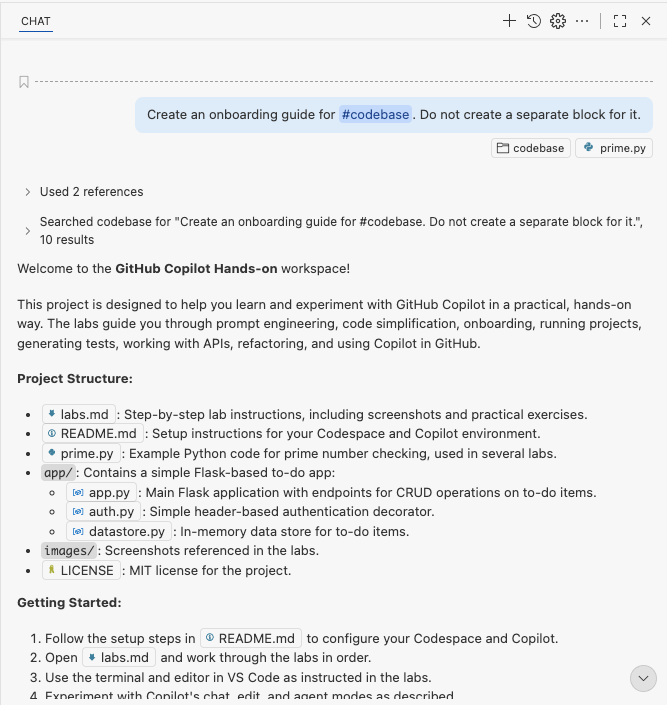 CHAT
Create an onboarding guide for #codebase. Do not create a separate block for it.
codebase prime.py
Used 2 references
Searched codebase for "Create an onboarding guide for #codebase. Do not create a separate block for it.",
10 results
Welcome to the GitHub Copilot Hands-on workspace!
This project is designed to help you learn and experiment with GitHub Copilot in a practical, hands-on
way. The labs guide you through prompt engineering, code simplification, onboarding, running projects,
generating tests, working with APIs, refactoring, and using Copilot in GitHub.
Project Structure:
• labs.md : Step-by-step lab instructions, including screenshots and practical exercises.
• README.md : Setup instructions for your Codespace and Copilot environment.
• prime.py : Example Python code for prime number checking, used in several labs.
• app/: Contains a simple Flask-based to-do app:
◦ app.py : Main Flask application with endpoints for CRUD operations on to-do items.
◦ auth.py : Simple header-based authentication decorator.
◦ datastore.py : In-memory data store for to-do items.
• images/: Screenshots referenced in the labs.
• LICENSE : MIT license for the project.
Getting Started:
1. Follow the setup steps in README.md to configure your Codespace and Copilot.
2. Open labs.md and work through the labs in order.
3. Use the terminal and editor in VS Code as instructed in the labs.
4. Experiment with Copilot's chat, edit, and agent modes as described.